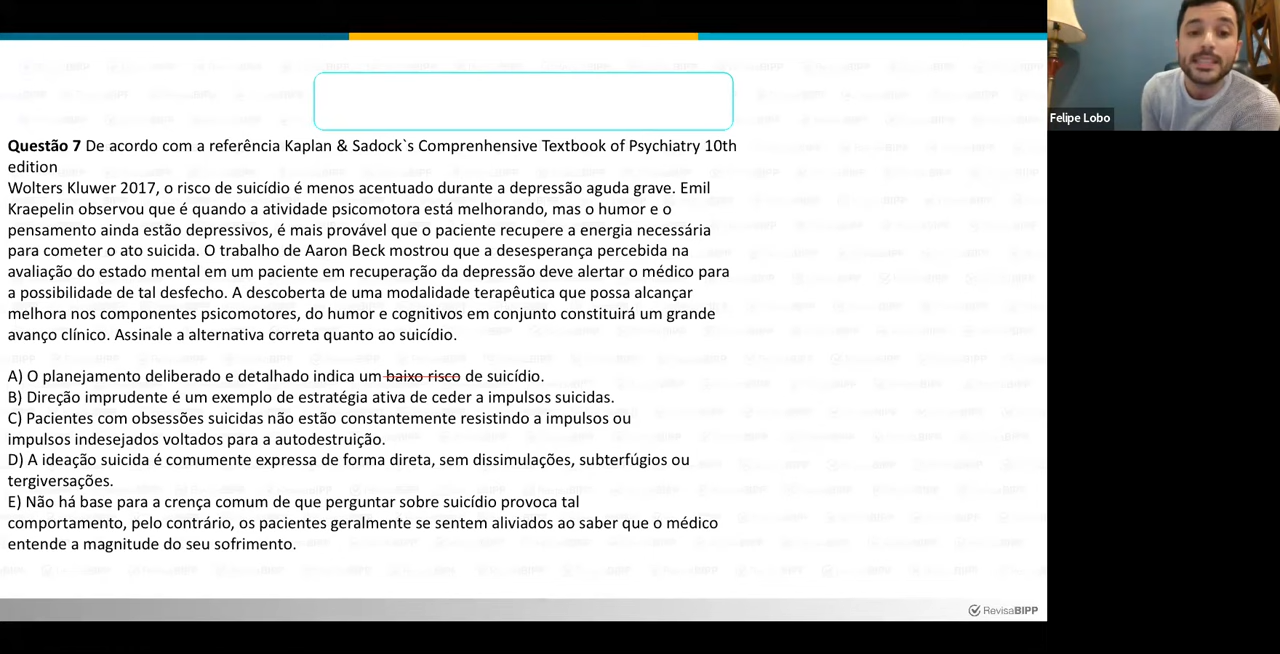 Felipe Lobo
Questão 7 De acordo com a referência Kaplan & Sadock`s Comprenhensive Textbook of Psychiatry 10th
edition
Wolters Kluwer 2017, o risco de suicídio é menos acentuado durante a depressão aguda grave. Emil
Kraepelin observou que é quando a atividade psicomotora está melhorando, mas o humor e o
pensamento ainda estão depressivos, é mais provável que o paciente recupere a energia necessária
para cometer o ato suicida. O trabalho de Aaron Beck mostrou que a desesperança percebida na
avaliação do estado mental em um paciente em recuperação da depressão deve alertar o médico para
a possibilidade de tal desfecho. A descoberta de uma modalidade terapêutica que possa alcançar
melhora nos componentes psicomotores, do humor e cognitivos em conjunto constituirá um grande
avanço clínico. Assinale a alternativa correta quanto ao suicídio.
A) O planejamento deliberado e detalhado indica um baixo risco de suicídio.
B) Direção imprudente é um exemplo de estratégia ativa de ceder a impulsos suicidas.
C) Pacientes com obsessões suicidas não estão constantemente resistindo a impulsos ou
impulsos indesejados voltados para a autodestruição.
D) A ideação suicida é comumente expressa de forma direta, sem dissimulações, subterfúgios ou
tergiversações.
E) Não há base para a crença comum de que perguntar sobre suicídio provoca tal
comportamento, pelo contrário, os pacientes geralmente se sentem aliviados ao saber que o médico
entende a magnitude do seu sofrimento.
RevisaBIPP